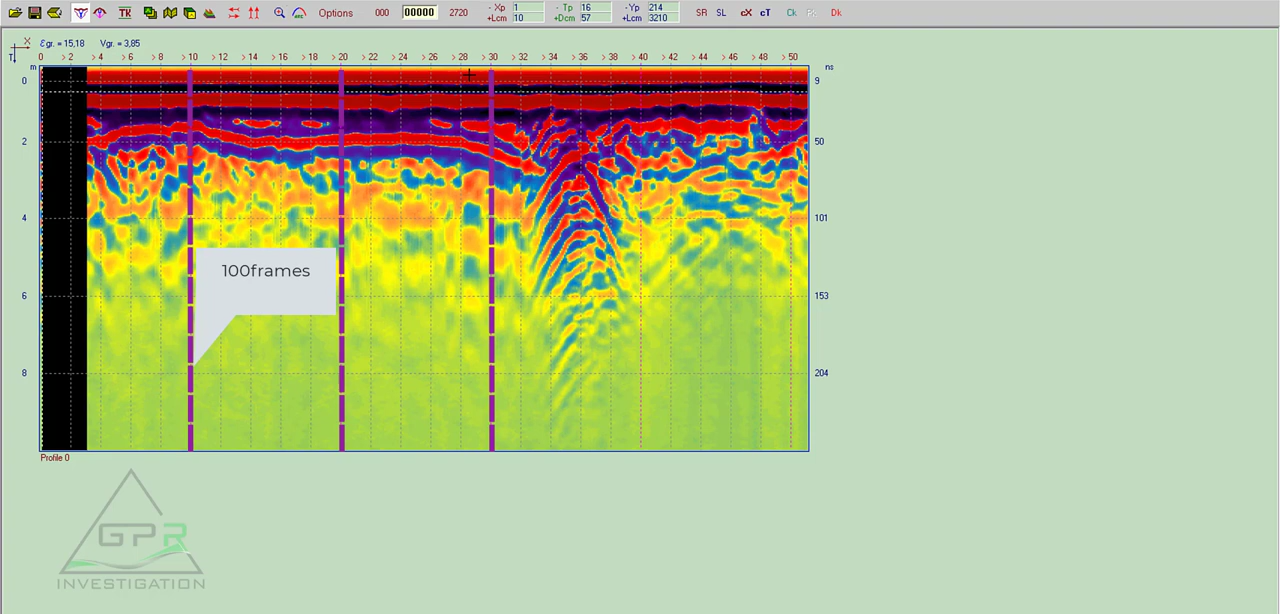 TK Options 000 00000 2720 - Xp 1 - Tp 16 - Yp 214 SR SL cX cT Ck Pc Dk
+Lcm 10 +Dcm 57 +Lcm 3210
X
T
Ɛgr. = 15,18 Vgr. = 3,85
0 > 2 > 4 > 6 > 8 > 10 > 12 > 14 > 16 > 18 > 20 > 22 > 24 > 26 > 28 > 30 > 32 > 34 > 36 > 38 > 40 > 42 > 44 > 46 > 48 > 50
m ns
0 9
2 50
4 101
100frames
6 153
8 204
Profile 0
GPR
INVESTIGATION